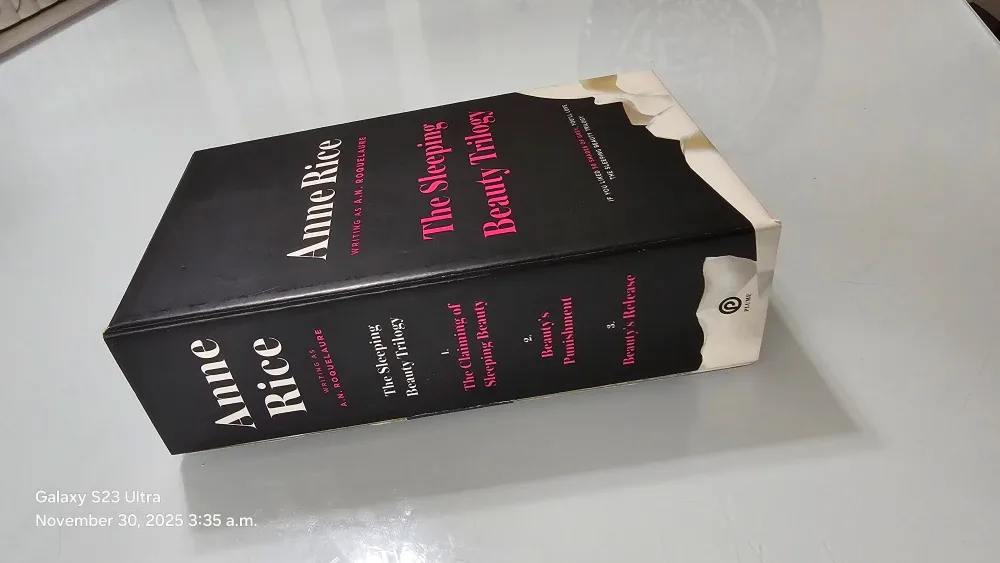 Anne Rice
WRITING AS A.N. ROQUELAURE
The Sleeping
Beauty Trilogy
IF YOU LIKED 50 SHADES OF GREY, YOU'LL LOVE
THE SLEEPING BEAUTY TRILOGY
Anne
Rice
WRITING AS
A.N. ROQUELAURE
The Sleeping
Beauty Trilogy
1.
The Claiming of
Sleeping Beauty
2.
Beauty's
Punishment
3.
Beauty's Release
PLUME
Galaxy S23 Ultra
November 30, 2025 3:35 a.m.